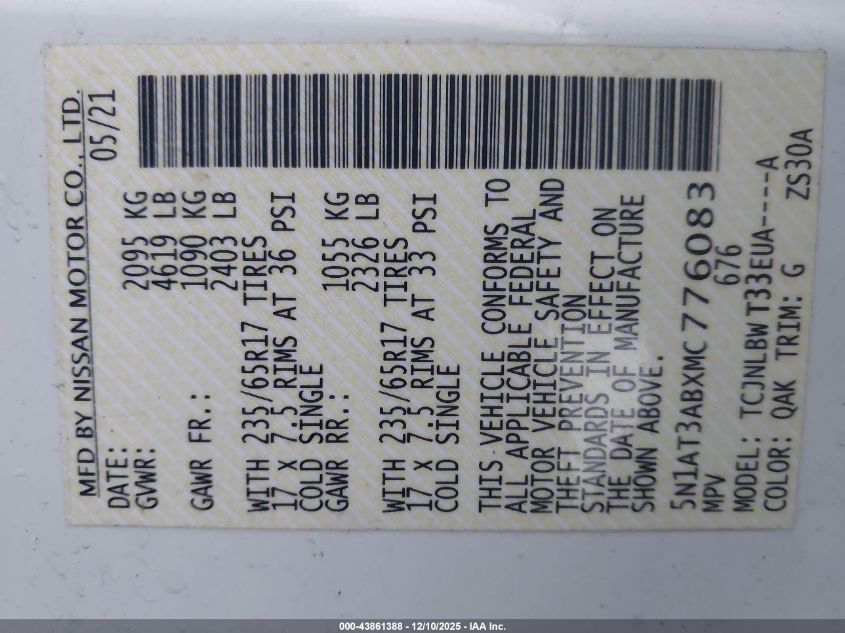 MFD BY NISSAN MOTOR CO., LTD.
DATE: 05/21
GVWR: 2095 KG
4619 LB
GAWR FR.: 1090 KG
2403 LB
WITH 235/65R17 TIRES
17 X 7.5 RIMS AT 36 PSI
COLD SINGLE
GAWR RR.: 1055 KG
2326 LB
WITH 235/65R17 TIRES
17 X 7.5 RIMS AT 33 PSI
COLD SINGLE
THIS VEHICLE CONFORMS TO
ALL APPLICABLE FEDERAL
MOTOR VEHICLE SAFETY AND
THEFT PREVENTION
STANDARDS IN EFFECT ON
THE DATE OF MANUFACTURE
SHOWN ABOVE.
5N1AT3ABXMC776083
MPV 676
MODEL: TCJNLBWT33EUA----A
COLOR: QAK TRIM: G ZS30A
000-43861388 - 12/10/2025 - IAA Inc.